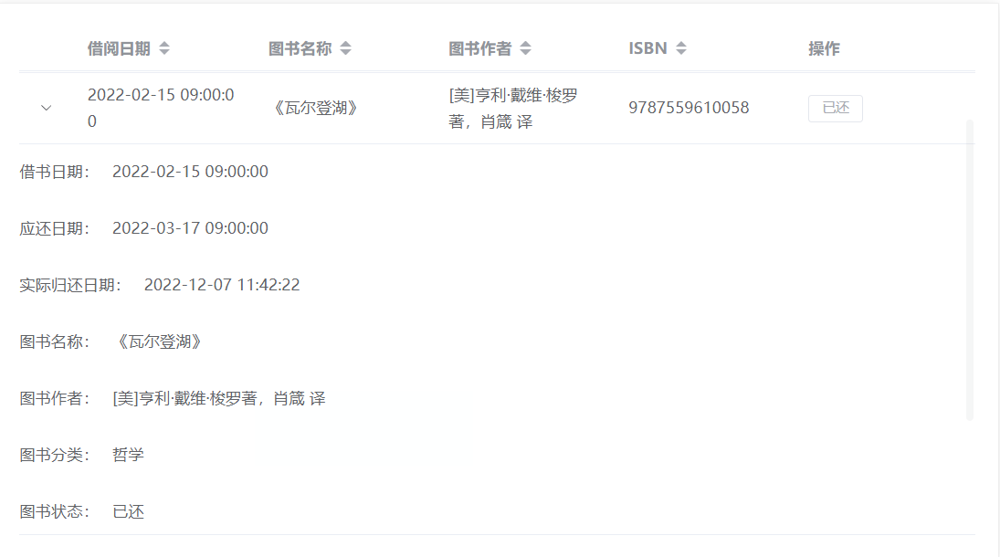 借阅日期 图书名称 图书作者 ISBN 操作
2022-02-15 09:00:0
0
《瓦尔登湖》
[美]亨利·戴维·梭罗
著，肖箴 译
9787559610058
已还
借书日期： 2022-02-15 09:00:00
应还日期： 2022-03-17 09:00:00
实际归还日期： 2022-12-07 11:42:22
图书名称： 《瓦尔登湖》
图书作者： [美]亨利·戴维·梭罗著，肖箴 译
图书分类： 哲学
图书状态： 已还